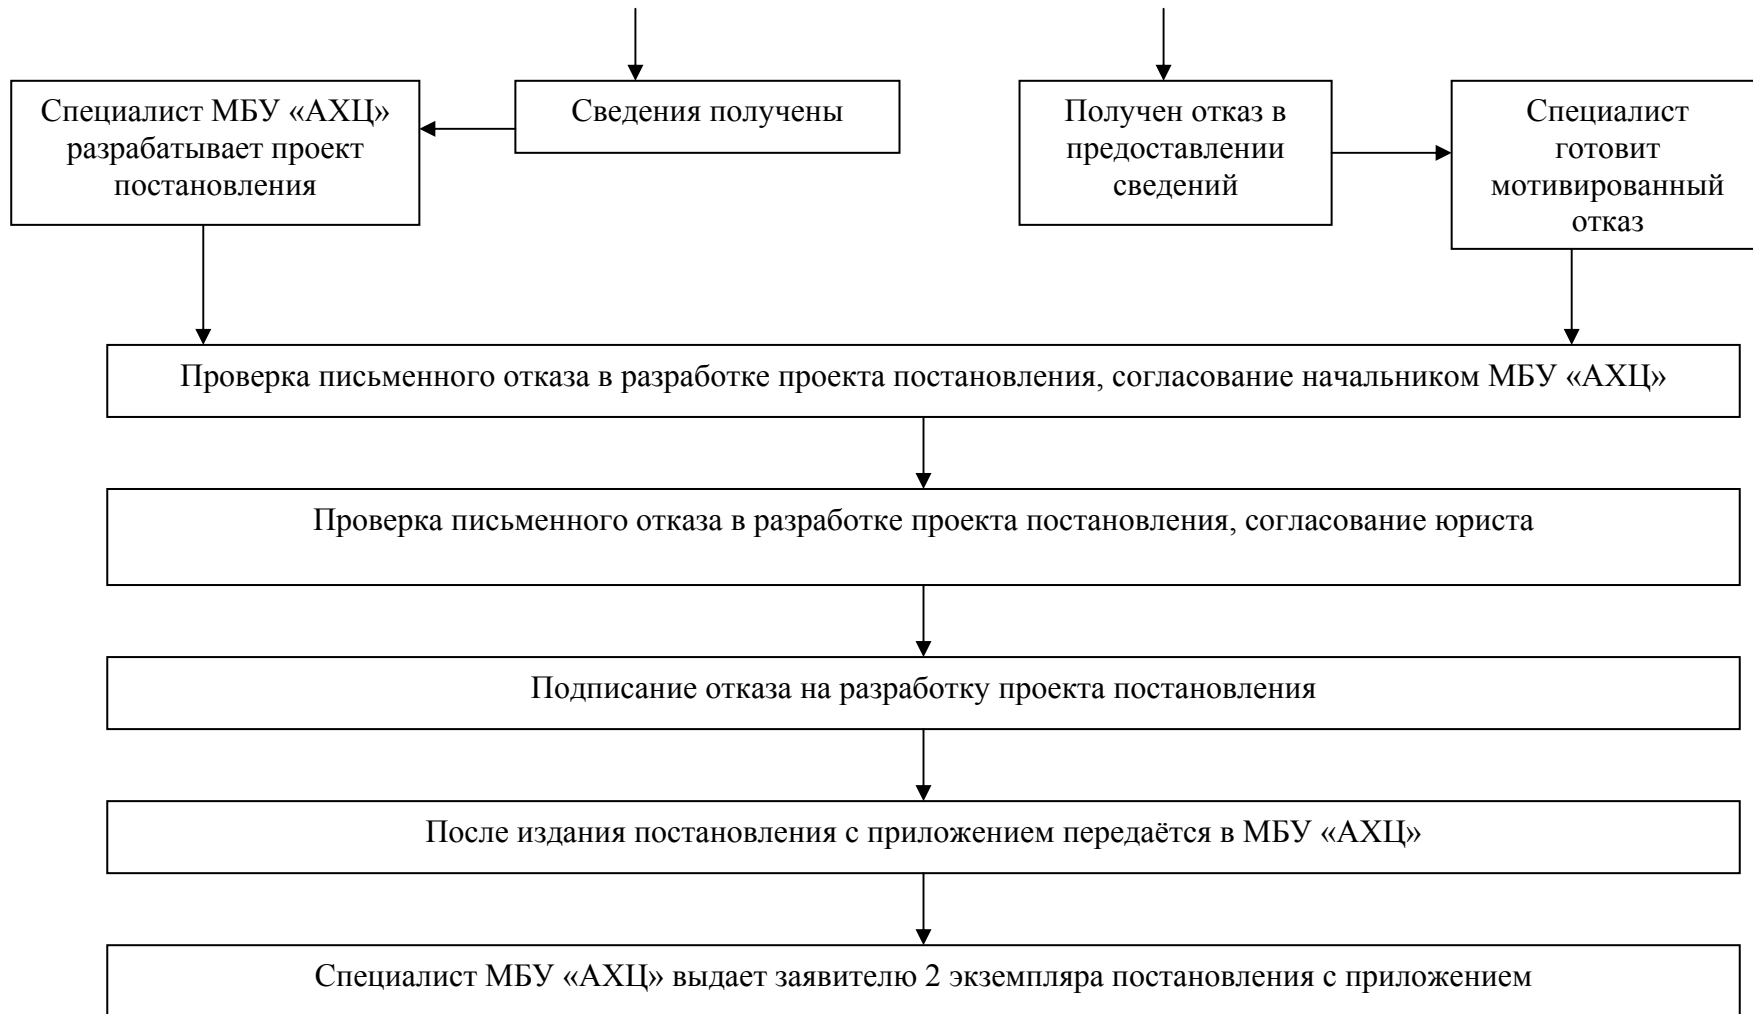 Специалист МБУ «АХЦ»
разрабатывает проект
постановления
Сведения получены
Получен отказ в
предоставлении
сведений
Специалист
готовит
мотивированный
отказ
Проверка письменного отказа в разработке проекта постановления, согласование начальником МБУ «АХЦ»
Проверка письменного отказа в разработке проекта постановления, согласование юриста
Подписание отказа на разработку проекта постановления
После издания постановления с приложением передаётся в МБУ «АХЦ»
Специалист МБУ «АХЦ» выдает заявителю 2 экземпляра постановления с приложением